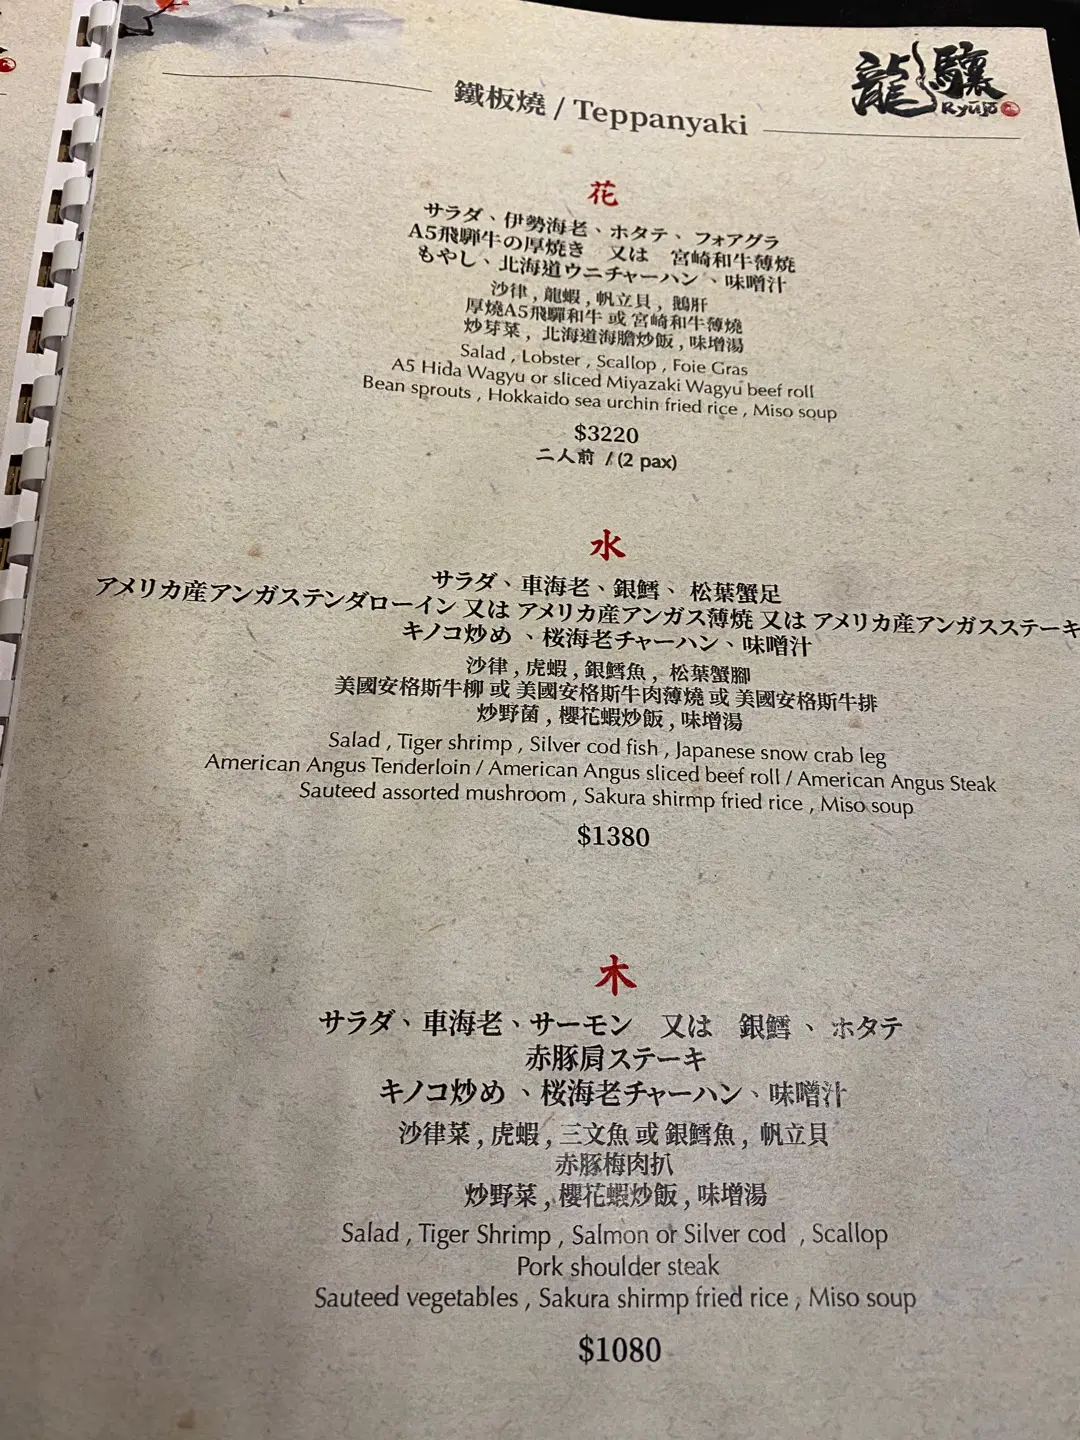 鐵板燒 / Teppanyaki
龍驤
Ryūjō
花
サラダ、伊勢海老、ホタテ、フォアグラ
A5飛騨牛の厚焼き 又は 宮崎和牛薄焼
もやし、北海道ウニチャーハン、味噌汁
沙律 , 龍蝦 , 帆立貝 , 鵝肝
厚燒A5飛驒和牛 或 宮崎和牛薄燒
炒芽菜 , 北海道海膽炒飯 , 味增湯
Salad , Lobster , Scallop , Foie Gras
A5 Hida Wagyu or sliced Miyazaki Wagyu beef roll
Bean sprouts , Hokkaido sea urchin fried rice , Miso soup
$3220
二人前 / (2 pax)
水
サラダ、車海老、銀鱈、松葉蟹足
アメリカ産アンガステンダローイン 又は アメリカ産アンガス薄焼 又は アメリカ産アンガスステーキ
キノコ炒め 、桜海老チャーハン、味噌汁
沙律 , 虎蝦 , 銀鱈魚 , 松葉蟹腳
美國安格斯牛柳 或 美國安格斯牛肉薄燒 或 美國安格斯牛排
炒野菌 , 櫻花蝦炒飯 , 味增湯
Salad , Tiger shrimp , Silver cod fish , Japanese snow crab leg
American Angus Tenderloin / American Angus sliced beef roll / American Angus Steak
Sauteed assorted mushroom , Sakura shirmp fried rice , Miso soup
$1380
木
サラダ、車海老、サーモン 又は 銀鱈 、ホタテ
赤豚肩ステーキ
キノコ炒め 、桜海老チャーハン、味噌汁
沙律菜 , 虎蝦 , 三文魚 或 銀鱈魚 , 帆立貝
赤豚梅肉扒
炒野菜 , 櫻花蝦炒飯 , 味增湯
Salad , Tiger Shrimp , Salmon or Silver cod , Scallop
Pork shoulder steak
Sauteed vegetables , Sakura shirmp fried rice , Miso soup
$1080